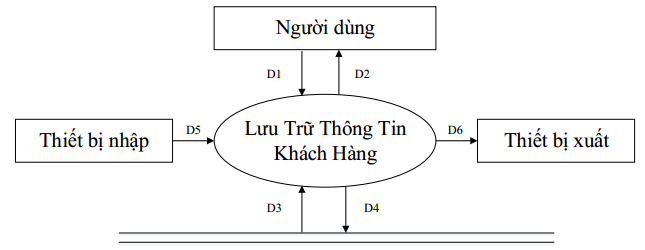 Người dùng
D1
D2
Thiết bị nhập
D5
Lưu Trữ Thông Tin
Khách Hàng
D6
Thiết bị xuất
D3
D4